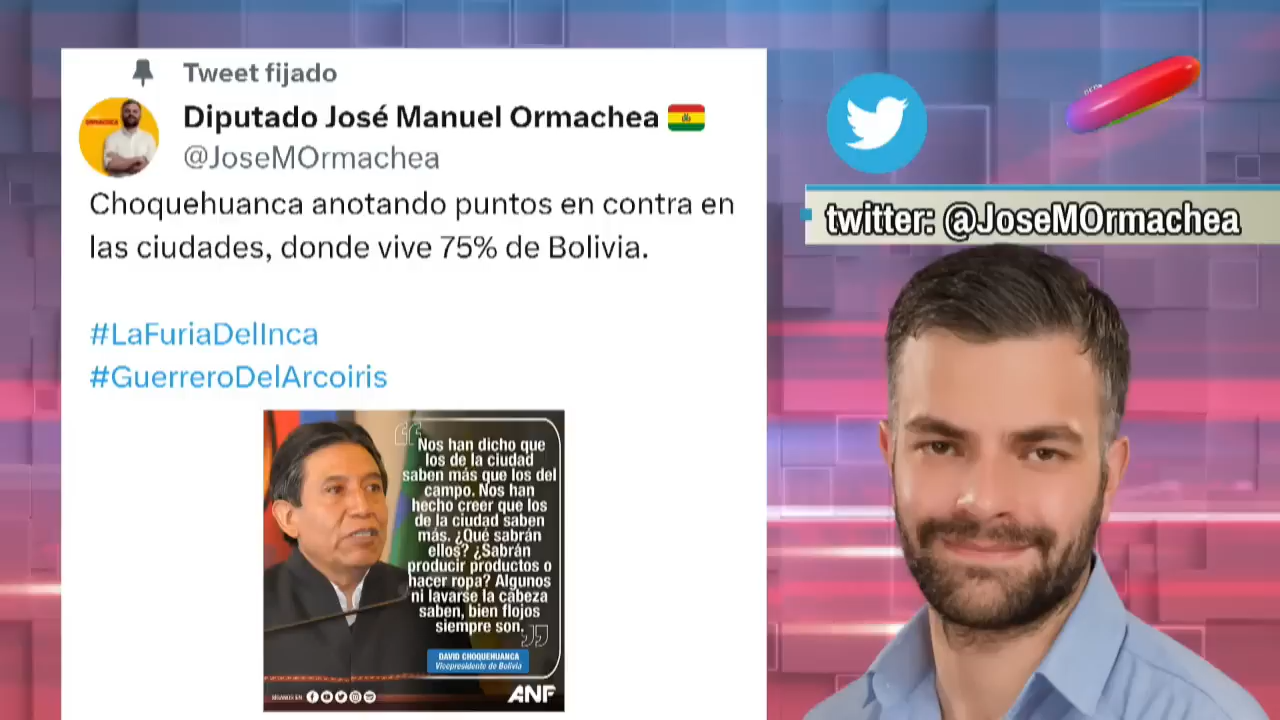 Tweet fijado
Diputado José Manuel Ormachea
@JoseMOrmachea
Choquehuanca anotando puntos en contra en
las ciudades, donde vive 75% de Bolivia.
#LaFuriaDelInca
#GuerreroDelArcoiris
"Nos han dicho que
los de la ciudad
saben más que los del
campo. Nos han
hecho creer que los
de la ciudad saben
más. ¿Qué sabrán
ellos? ¿Sabrán
producir productos o
hacer ropa? Algunos
ni lavarse la cabeza
saben, bien flojos
siempre son."
DAVID CHOQUEHUANCA
Vicepresidente de Bolivia
SÍGANOS EN
ANF
twitter: @JoseMOrmachea